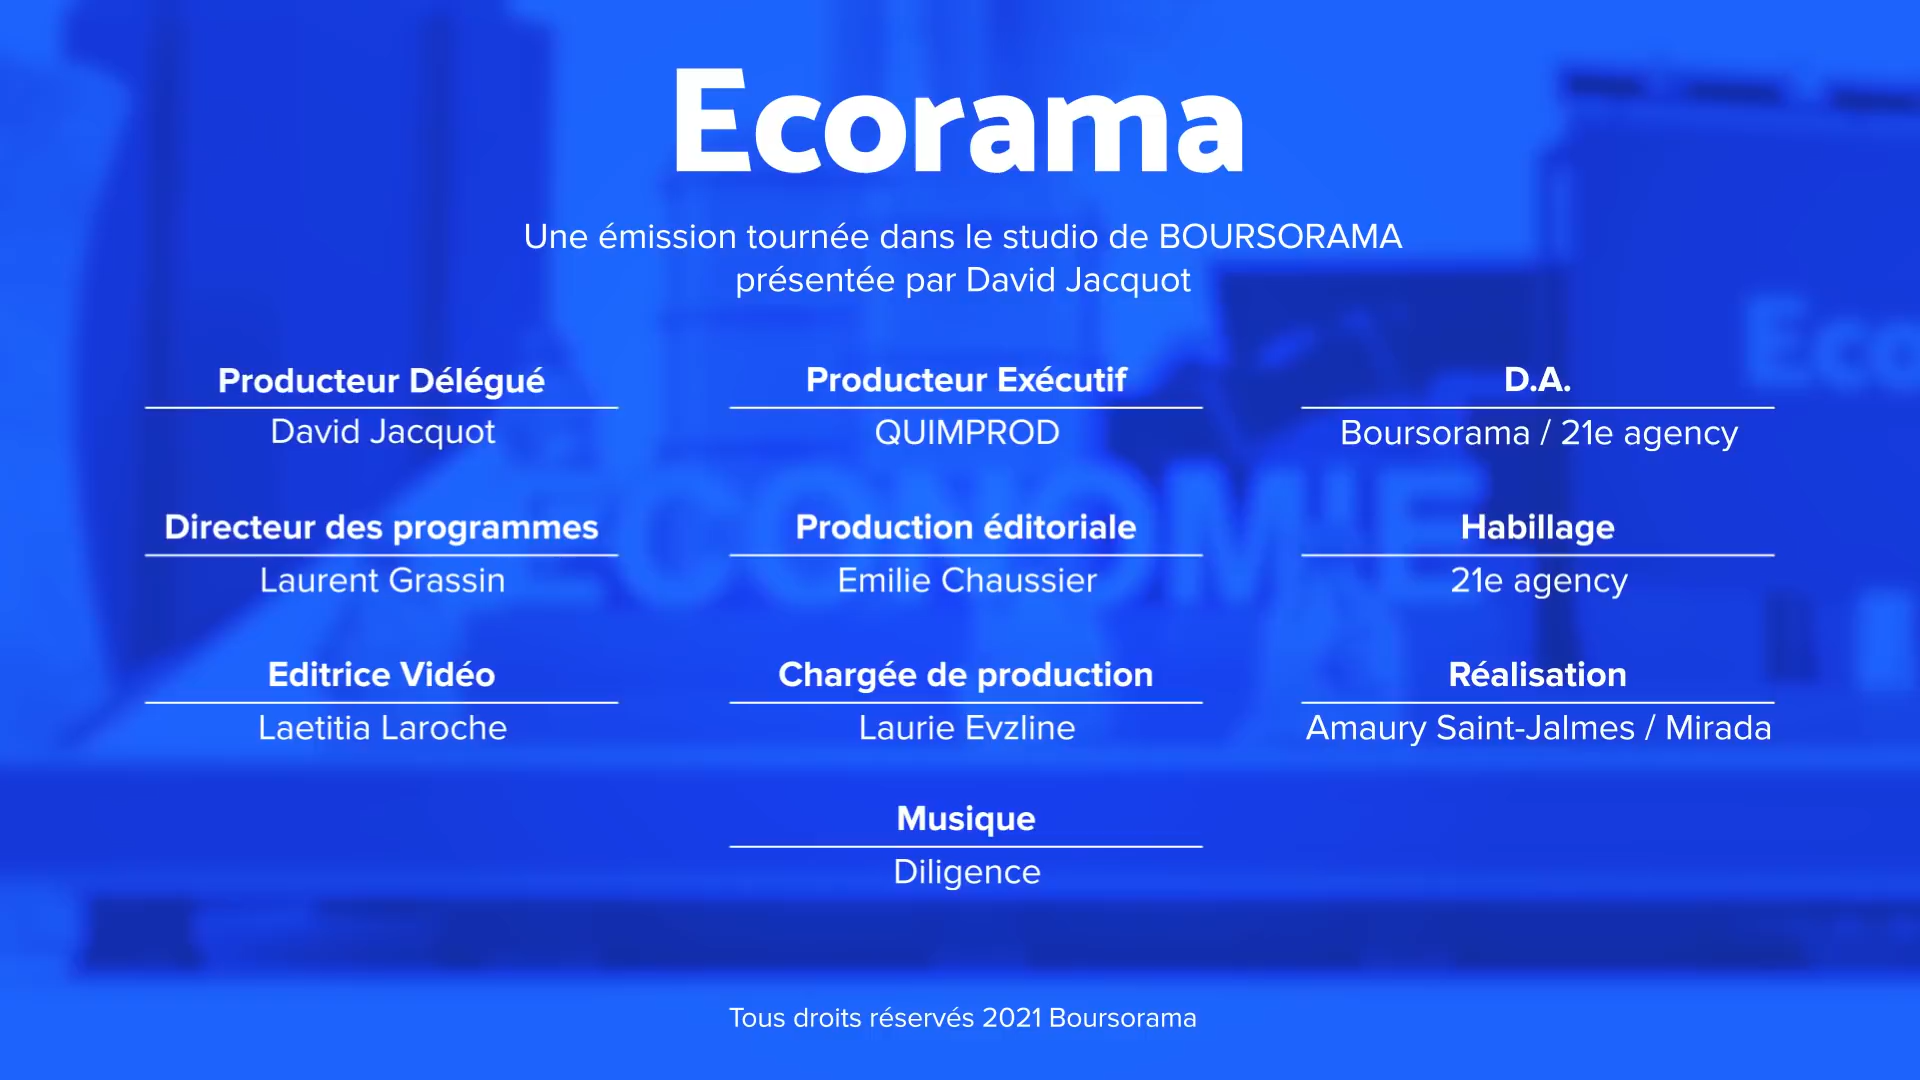 Ecorama
Une émission tournée dans le studio de BOURSORAMA
présentée par David Jacquot
Producteur Délégué
David Jacquot
Producteur Exécutif
QUIMPROD
D.A.
Boursorama / 21e agency
Directeur des programmes
Laurent Grassin
Production éditoriale
Emilie Chaussier
Habillage
21e agency
Editrice Vidéo
Laetitia Laroche
Chargée de production
Laurie Evzline
Réalisation
Amaury Saint-Jalmes / Mirada
Musique
Diligence
Tous droits réservés 2021 Boursorama
ÉCONOMIE
Eco